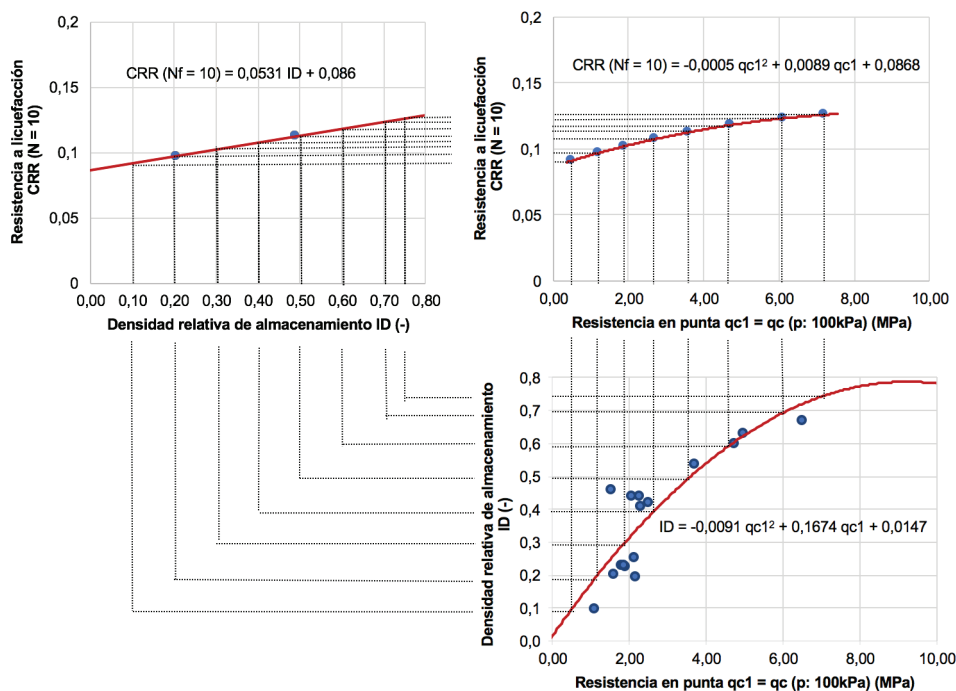 Resistencia a licuefacción
CRR (N = 10)
0,2
0,15
0,1
0,05
0
CRR (Nf = 10) = 0,0531 ID + 0,086
0,00 0,10 0,20 0,30 0,40 0,50 0,60 0,70 0,80
Densidad relativa de almacenamiento ID (-)
Resistencia a licuefacción
CRR (N = 10)
0,2
0,15
0,1
0,05
0
CRR (Nf = 10) = -0,0005 qc1² + 0,0089 qc1 + 0,0868
0,00 2,00 4,00 6,00 8,00 10,00
Resistencia en punta qc1 = qc (p: 100kPa) (MPa)
Densidad relativa de almacenamiento
ID (-)
0,8
0,7
0,6
0,5
0,4
0,3
0,2
0,1
0,0
ID = -0,0091 qc1² + 0,1674 qc1 + 0,0147
0,00 2,00 4,00 6,00 8,00 10,00
Resistencia en punta qc1 = qc (p: 100kPa) (MPa)